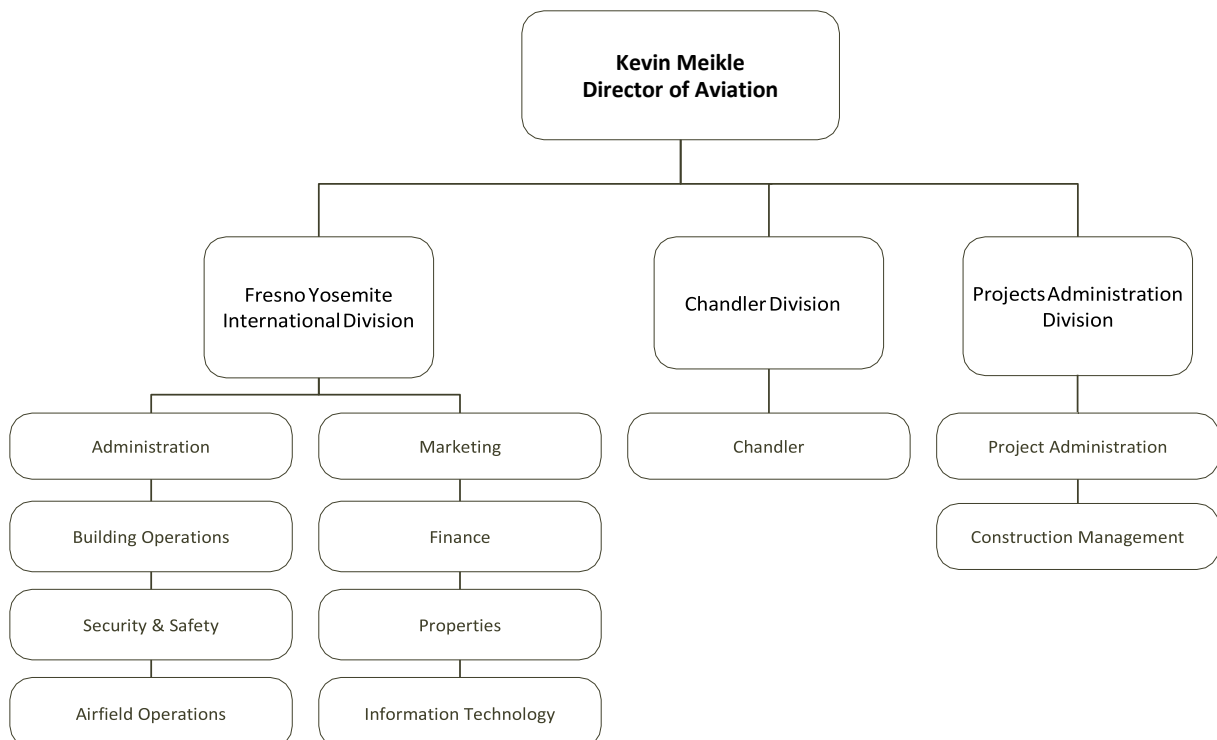 Kevin Meikle
Director of Aviation
Fresno Yosemite
International Division
Chandler Division
Projects Administration
Division
Administration
Marketing
Chandler
Project Administration
Building Operations
Finance
Construction Management
Security & Safety
Properties
Airfield Operations
Information Technology